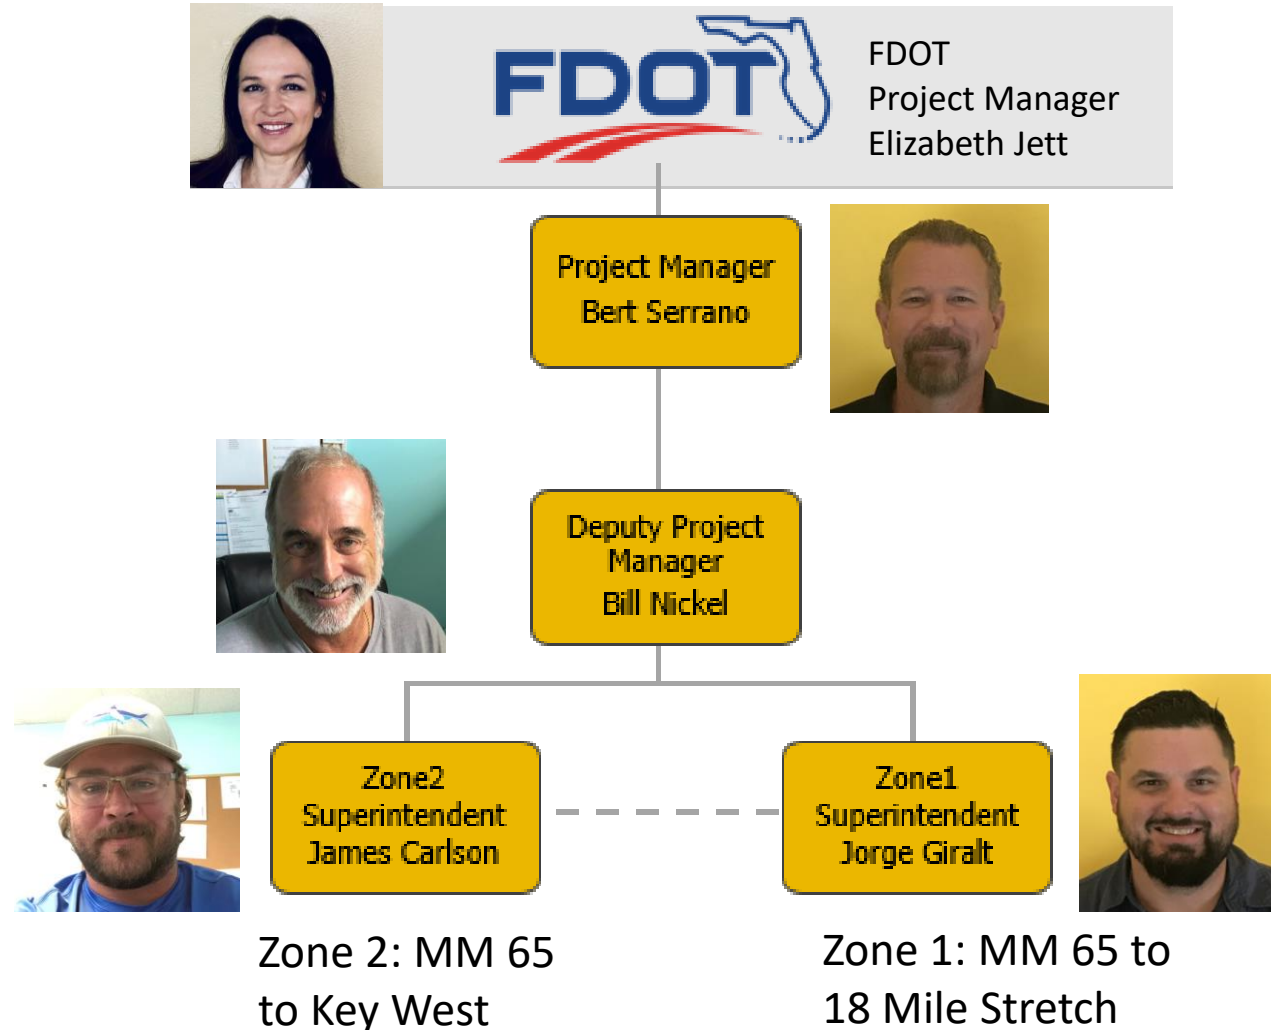 FDOT
FDOT
Project Manager
Elizabeth Jett
Project Manager
Bert Serrano
Deputy Project
Manager
Bill Nickel
Zone2
Superintendent
James Carlson
Zone1
Superintendent
Jorge Giralt
Zone 2: MM 65
to Key West
Zone 1: MM 65 to
18 Mile Stretch